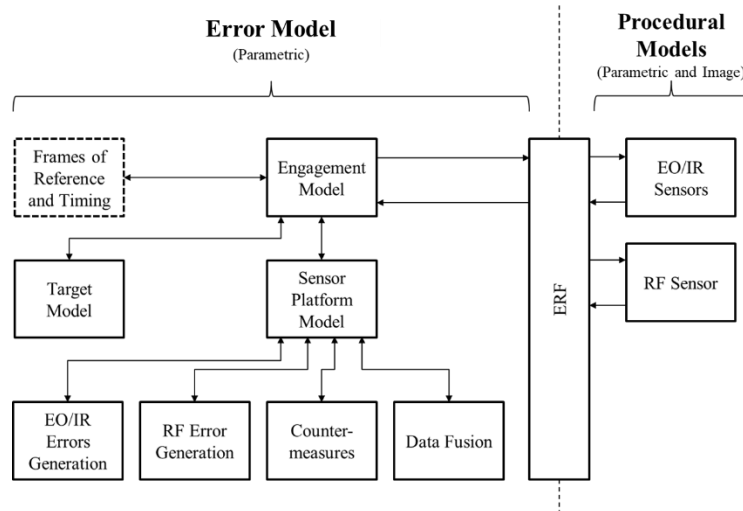 Error Model
(Parametric)
Procedural
Models
(Parametric and Image)
Frames of
Reference
and Timing
Engagement
Model
EO/IR
Sensors
Target
Model
Sensor
Platform
Model
ERF
RF Sensor
EO/IR
Errors
Generation
RF Error
Generation
Counter-
measures
Data Fusion